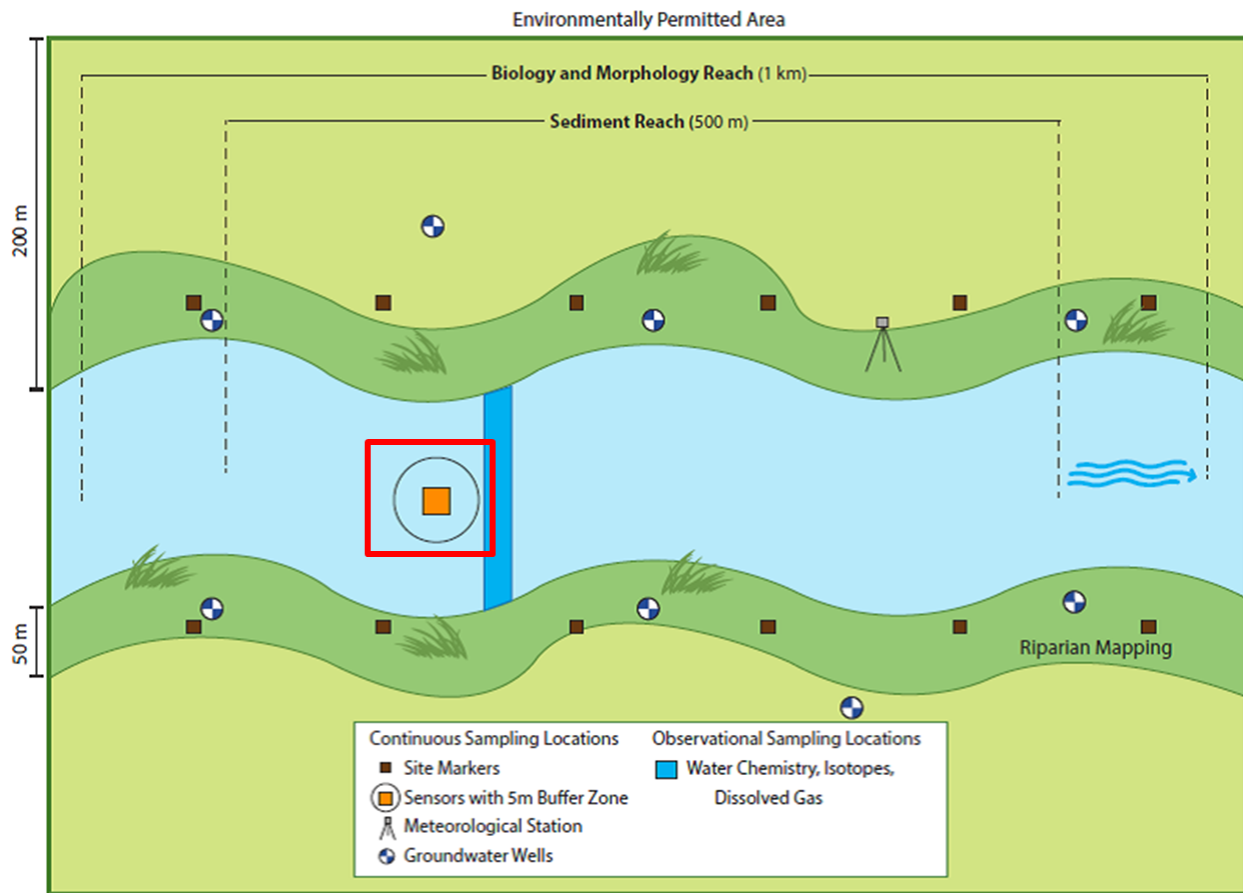 Environmentally Permitted Area
Biology and Morphology Reach (1 km)
Sediment Reach (500 m)
200 m
50 m
Riparian Mapping
Continuous Sampling Locations
Site Markers
Sensors with 5m Buffer Zone
Meteorological Station
Groundwater Wells
Observational Sampling Locations
Water Chemistry, Isotopes,
Dissolved Gas